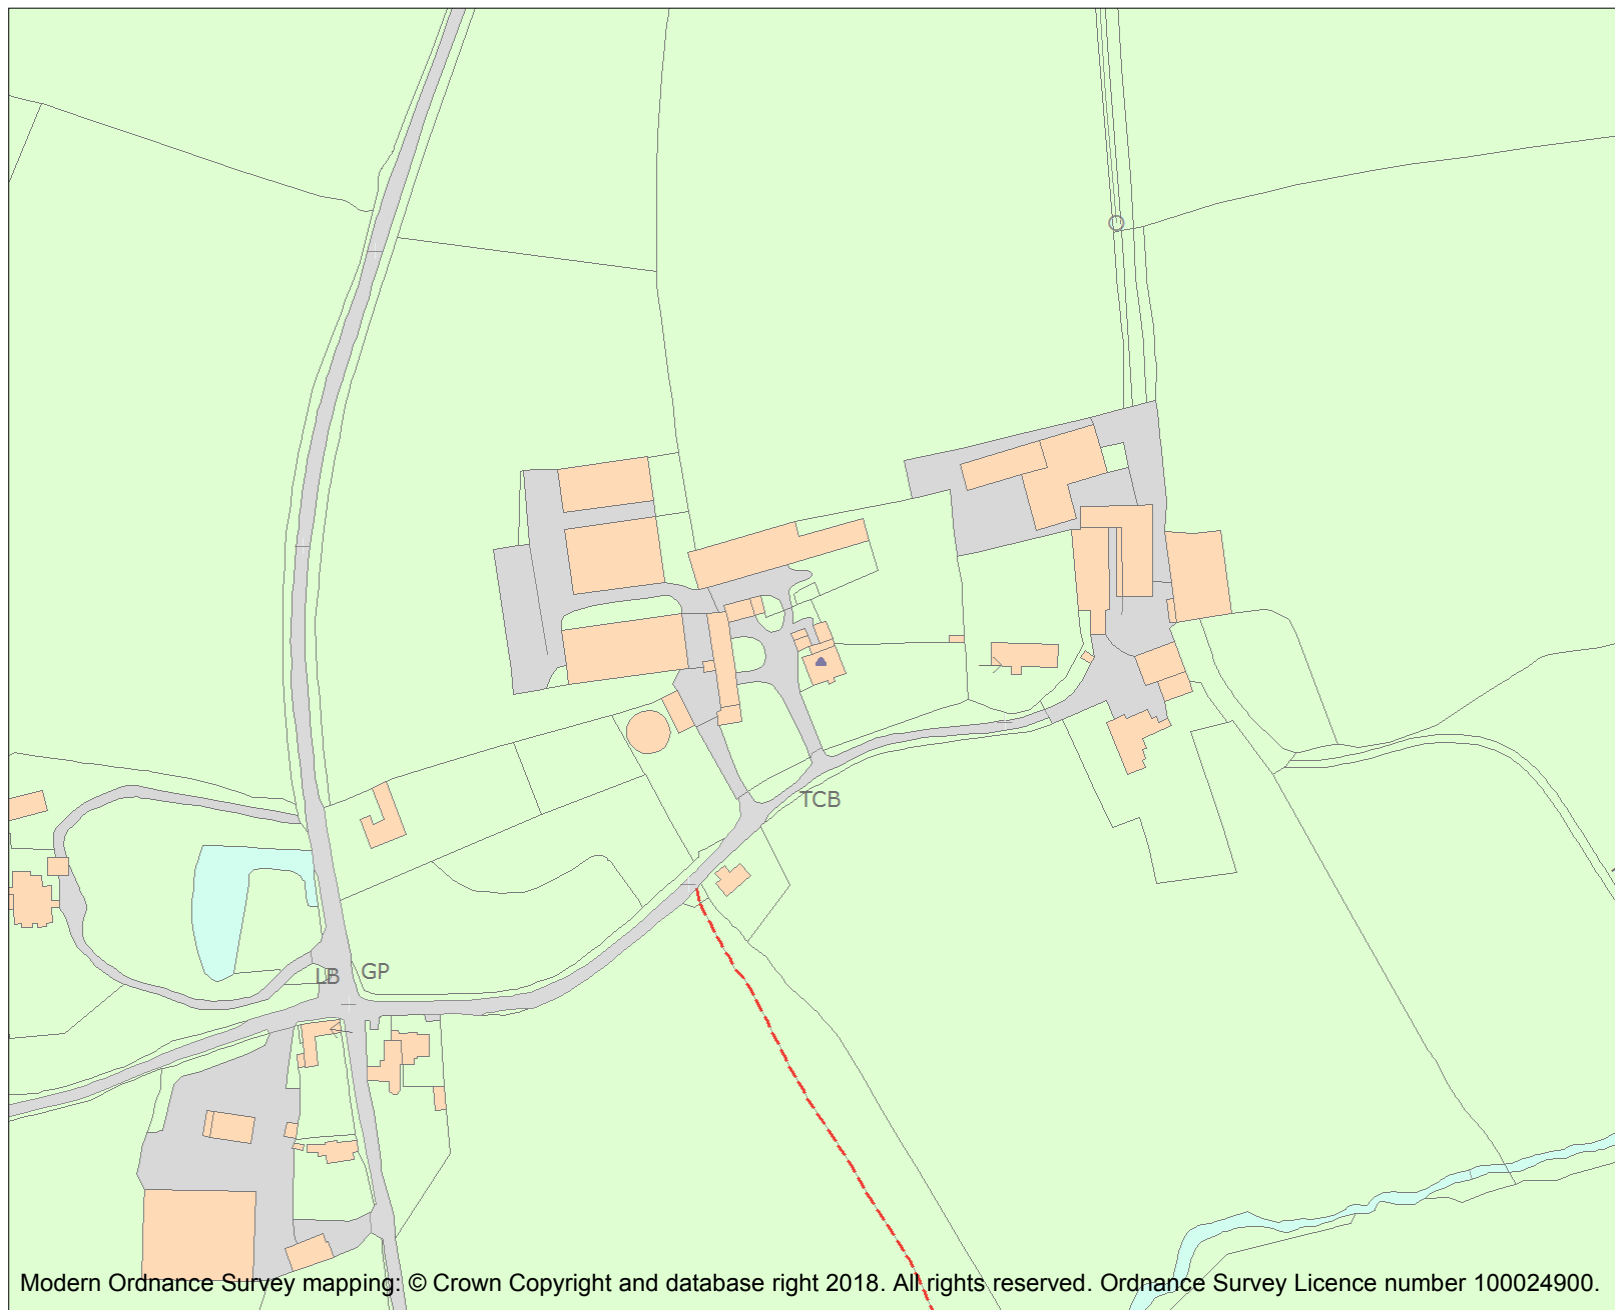 TCB
LB GP
Modern Ordnance Survey mapping: © Crown Copyright and database right 2018. All rights reserved. Ordnance Survey Licence number 100024900.